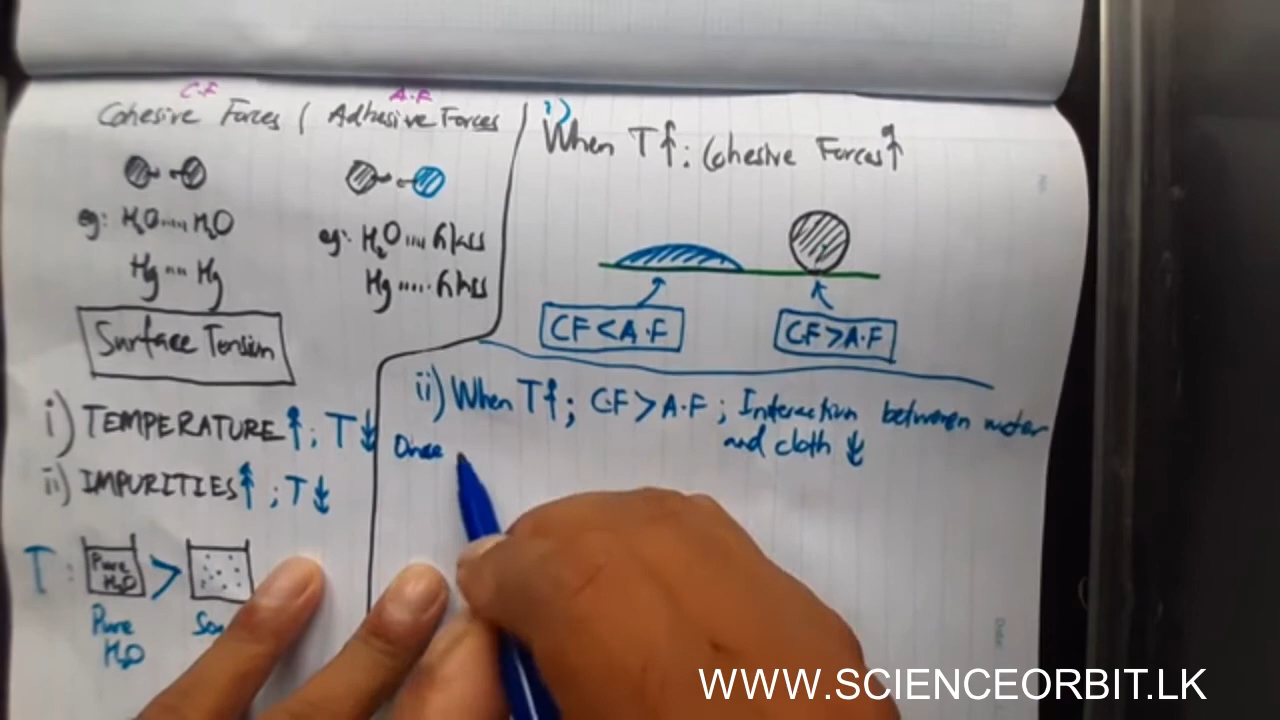 C.F
A.F
Cohesive Forces / Adhesive Forces
eg: H2O.... H2O
Hg... Hg
eg: H2O.... Glass
Hg..... Glass
Surface Tension
i) TEMPERATURE↑; T↓
ii) IMPURITIES↑; T↓
T: >
Pure
H2O
Pure
H2O
i)
When T↑: Cohesive Forces↑
CF<A.F
CF>A.F
ii) When T↑; C.F>A.F; Interaction between water
and cloth ↓
WWW.SCIENCEORBIT.LK